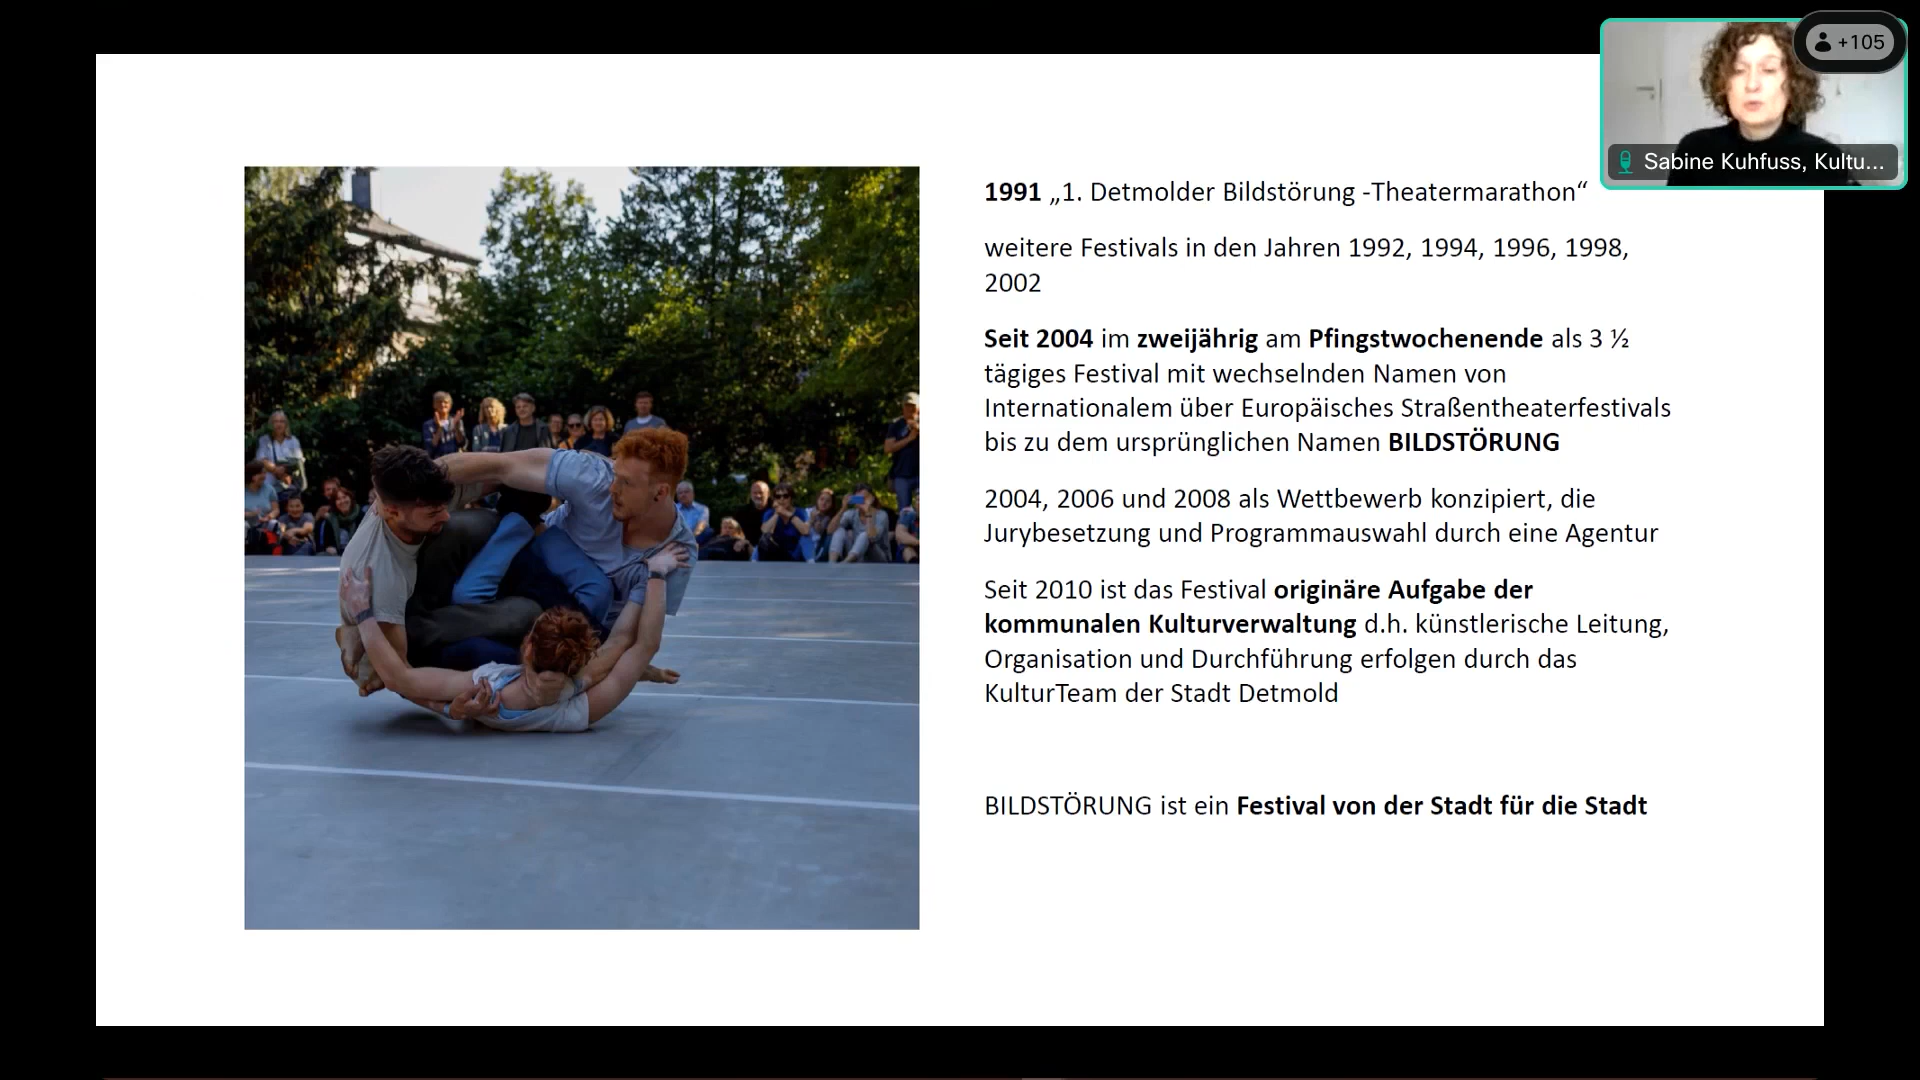 +105
Sabine Kuhfuss, Kultu...
1991 „1. Detmolder Bildstörung -Theatermarathon“
weitere Festivals in den Jahren 1992, 1994, 1996, 1998,
2002
Seit 2004 im zweijährig am Pfingstwochenende als 3 ½
tägiges Festival mit wechselnden Namen von
Internationalem über Europäisches Straßentheaterfestivals
bis zu dem ursprünglichen Namen BILDSTÖRUNG
2004, 2006 und 2008 als Wettbewerb konzipiert, die
Jurybesetzung und Programmauswahl durch eine Agentur
Seit 2010 ist das Festival originäre Aufgabe der
kommunalen Kulturverwaltung d.h. künstlerische Leitung,
Organisation und Durchführung erfolgen durch das
KulturTeam der Stadt Detmold
BILDSTÖRUNG ist ein Festival von der Stadt für die Stadt